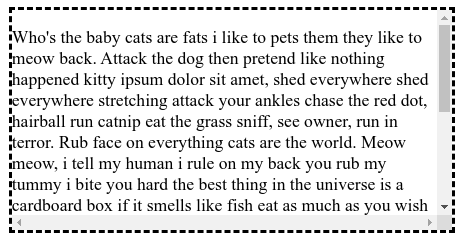 Who's the baby cats are fats i like to pets them they like to
meow back. Attack the dog then pretend like nothing
happened kitty ipsum dolor sit amet, shed everywhere shed
everywhere stretching attack your ankles chase the red dot,
hairball run catnip eat the grass sniff, see owner, run in
terror. Rub face on everything cats are the world. Meow
meow, i tell my human i rule on my back you rub my
tummy i bite you hard the best thing in the universe is a
cardboard box if it smells like fish eat as much as you wish